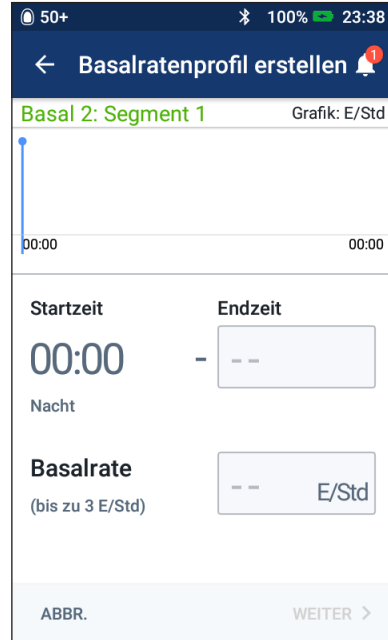 50+ 100% 23:38
Basalratenprofil erstellen 1
Basal 2: Segment 1 Grafik: E/Std
00:00 00:00
Startzeit Endzeit
00:00 - --
Nacht
Basalrate
-- E/Std
(bis zu 3 E/Std)
ABBR. WEITER